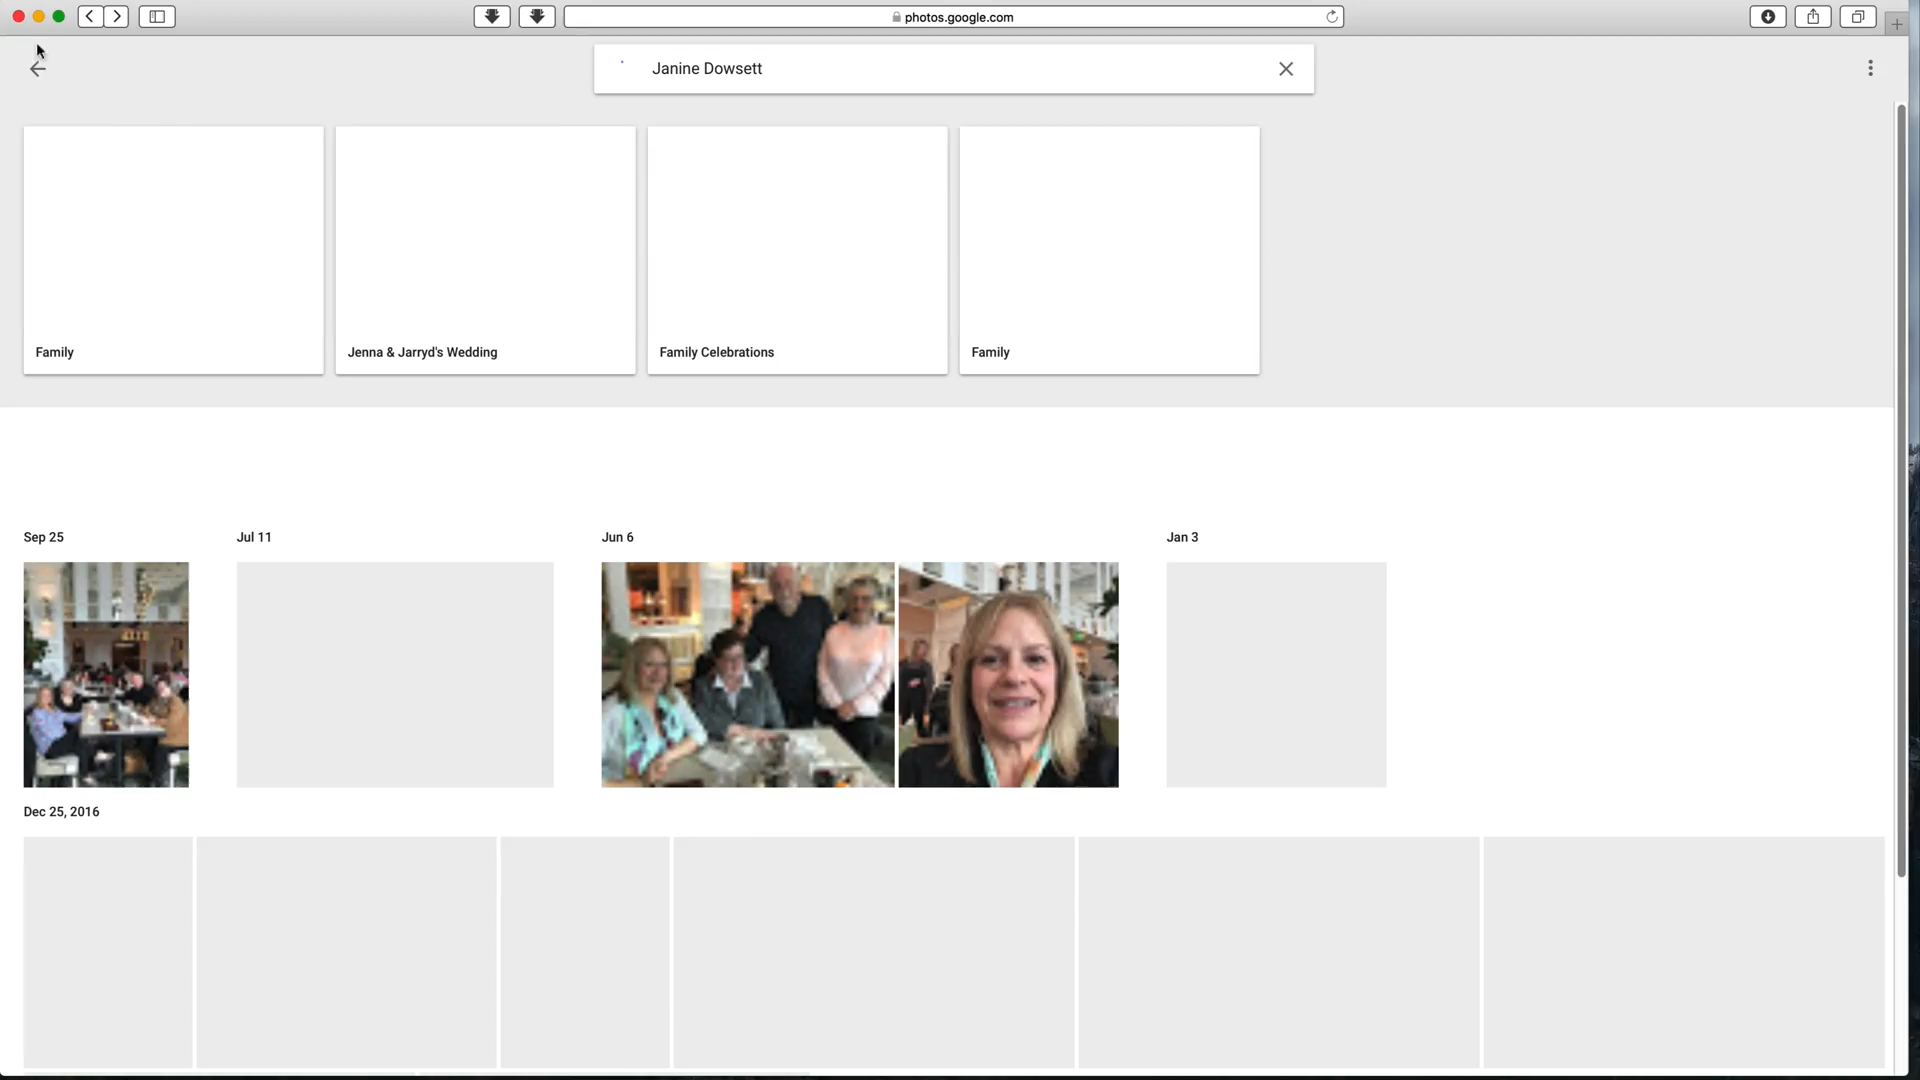 photos.google.com
Janine Dowsett
Family
Jenna & Jarryd's Wedding
Family Celebrations
Family
Sep 25
Jul 11
Jun 6
Jan 3
Dec 25, 2016